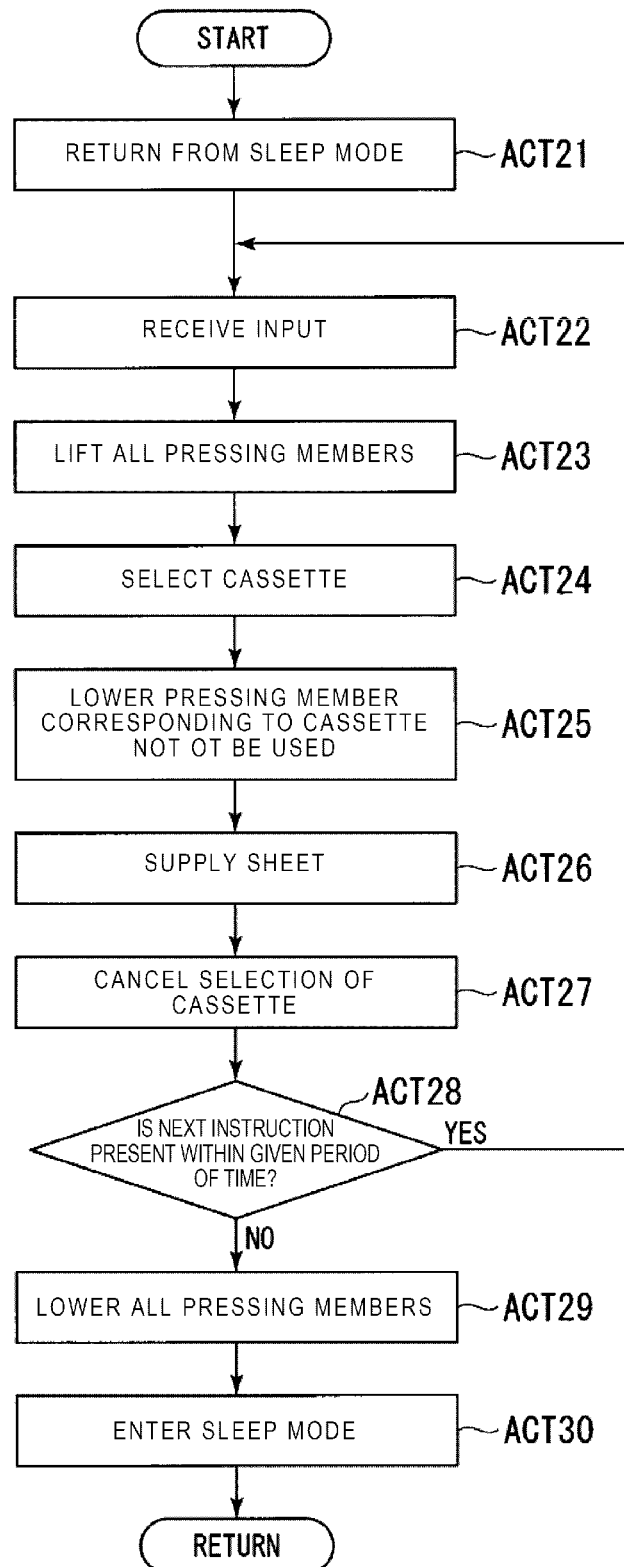 START
RETURN FROM SLEEP MODE
ACT21
RECEIVE INPUT
ACT22
LIFT ALL PRESSING MEMBERS
ACT23
SELECT CASSETTE
ACT24
LOWER PRESSING MEMBER
CORRESPONDING TO CASSETTE
NOT OT BE USED
ACT25
SUPPLY SHEET
ACT26
CANCEL SELECTION OF
CASSETTE
ACT27
ACT28
IS NEXT INSTRUCTION
PRESENT WITHIN GIVEN PERIOD
OF TIME?
YES
NO
LOWER ALL PRESSING MEMBERS
ACT29
ENTER SLEEP MODE
ACT30
RETURN